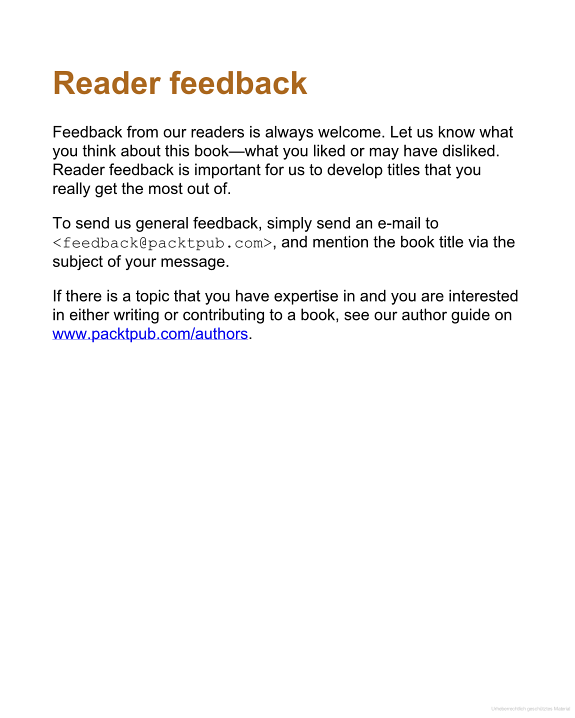 Reader feedback
Feedback from our readers is always welcome. Let us know what
you think about this book—what you liked or may have disliked.
Reader feedback is important for us to develop titles that you
really get the most out of.
To send us general feedback, simply send an e-mail to
<feedback@packtpub.com>, and mention the book title via the
subject of your message.
If there is a topic that you have expertise in and you are interested
in either writing or contributing to a book, see our author guide on
www.packtpub.com/authors.
Urheberrechtlich geschütztes Material